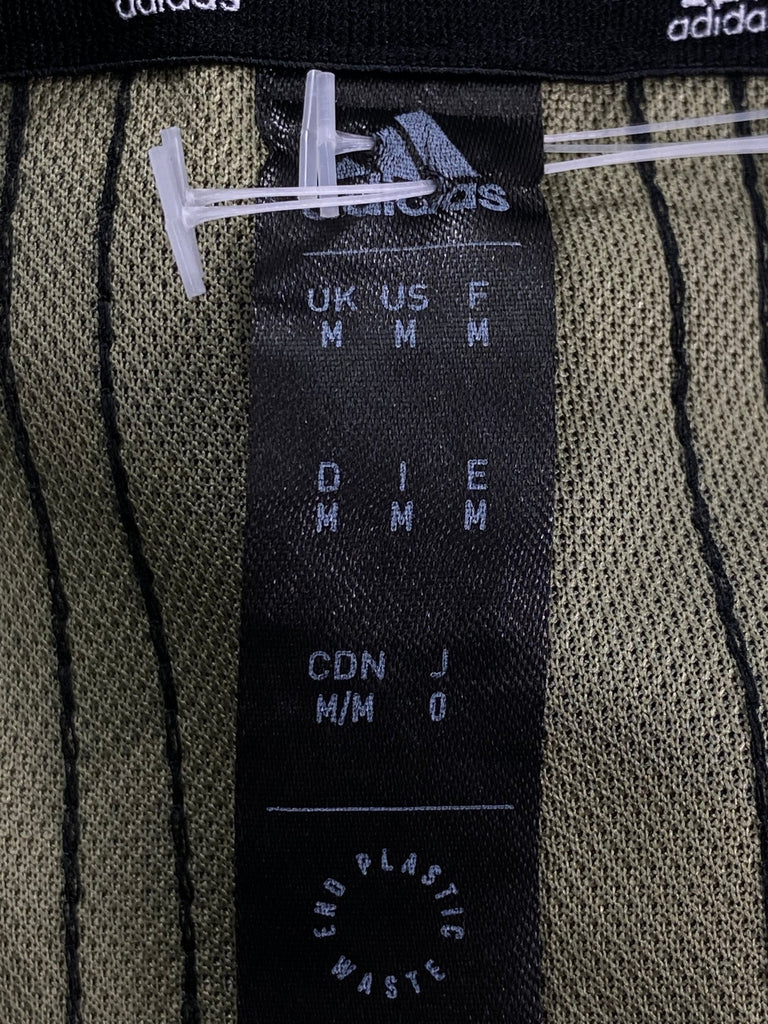 adidas
adidas
adidas
UK US F
M M M
D I E
M M M
CDN J
M/M O
END PLASTIC WASTE